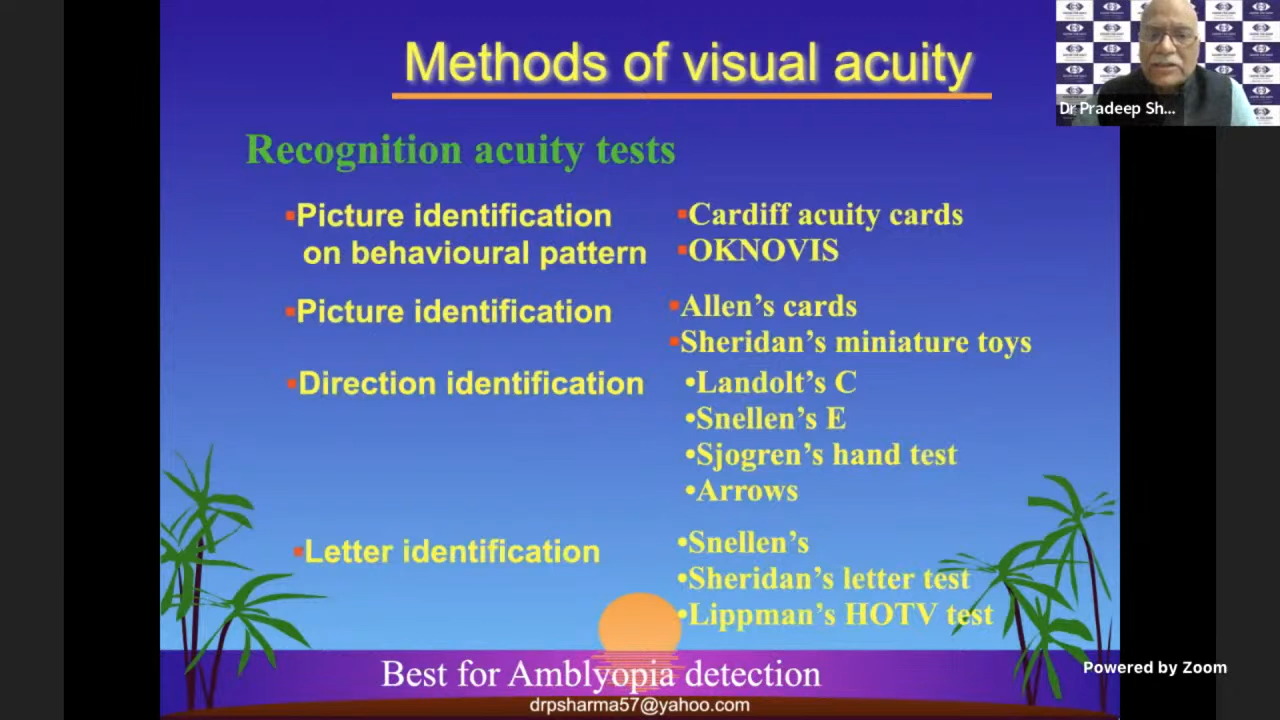 Methods of visual acuity
Dr Pradeep Sh...
Recognition acuity tests
▪Picture identification
on behavioural pattern
▪Cardiff acuity cards
▪OKNOVIS
▪Picture identification
▪Allen's cards
▪Sheridan's miniature toys
▪Direction identification
•Landolt's C
•Snellen's E
•Sjogren's hand test
•Arrows
▪Letter identification
•Snellen's
•Sheridan's letter test
•Lippman's HOTV test
Best for Amblyopia detection
Powered by Zoom
drpsharma57@yahoo.com